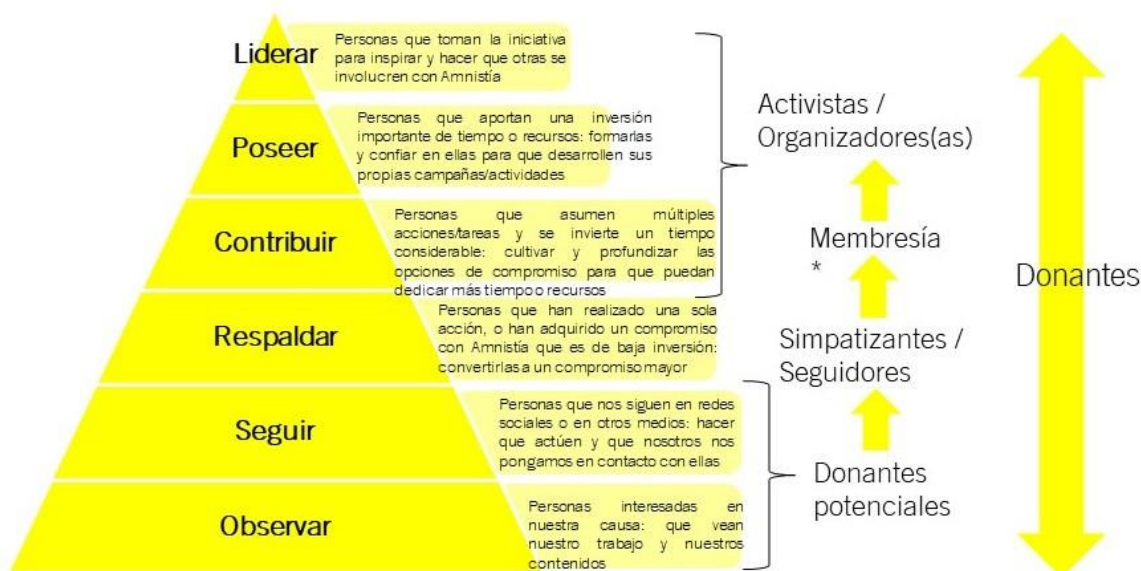 Liderar
Personas que toman la iniciativa
para inspirar y hacer que otras se
involucren con Amnistía
Poseer
Personas que aportan una inversión
importante de tiempo o recursos: formarlas
y confiar en ellas para que desarrollen sus
propias campañas/actividades
Contribuir
Personas que asumen múltiples
acciones/tareas y se invierte un tiempo
considerable: cultivar y profundizar las
opciones de compromiso para que puedan
dedicar más tiempo o recursos
Respaldar
Personas que han realizado una sola
acción, o han adquirido un compromiso
con Amnistía que es de baja inversión:
convertirlas a un compromiso mayor
Seguir
Personas que nos siguen en redes
sociales o en otros medios: hacer
que actúen y que nosotros nos
pongamos en contacto con ellas
Observar
Personas interesadas en
nuestra causa: que vean
nuestro trabajo y nuestros
contenidos
Activistas /
Organizadores(as)
Membresía
*
Simpatizantes /
Seguidores
Donantes
potenciales
Donantes